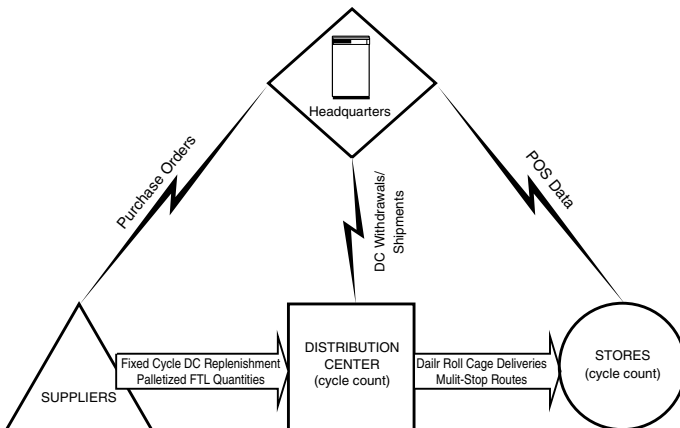 Headquarters
Purchase Orders
DC Withdrawals/
Shipments
POS Data
SUPPLIERS
Fixed Cycle DC Replenishment
Palletized FTL Quantities
DISTRIBUTION
CENTER
(cycle count)
Dailr Roll Cage Deliveries
Mulit-Stop Routes
STORES
(cycle count)